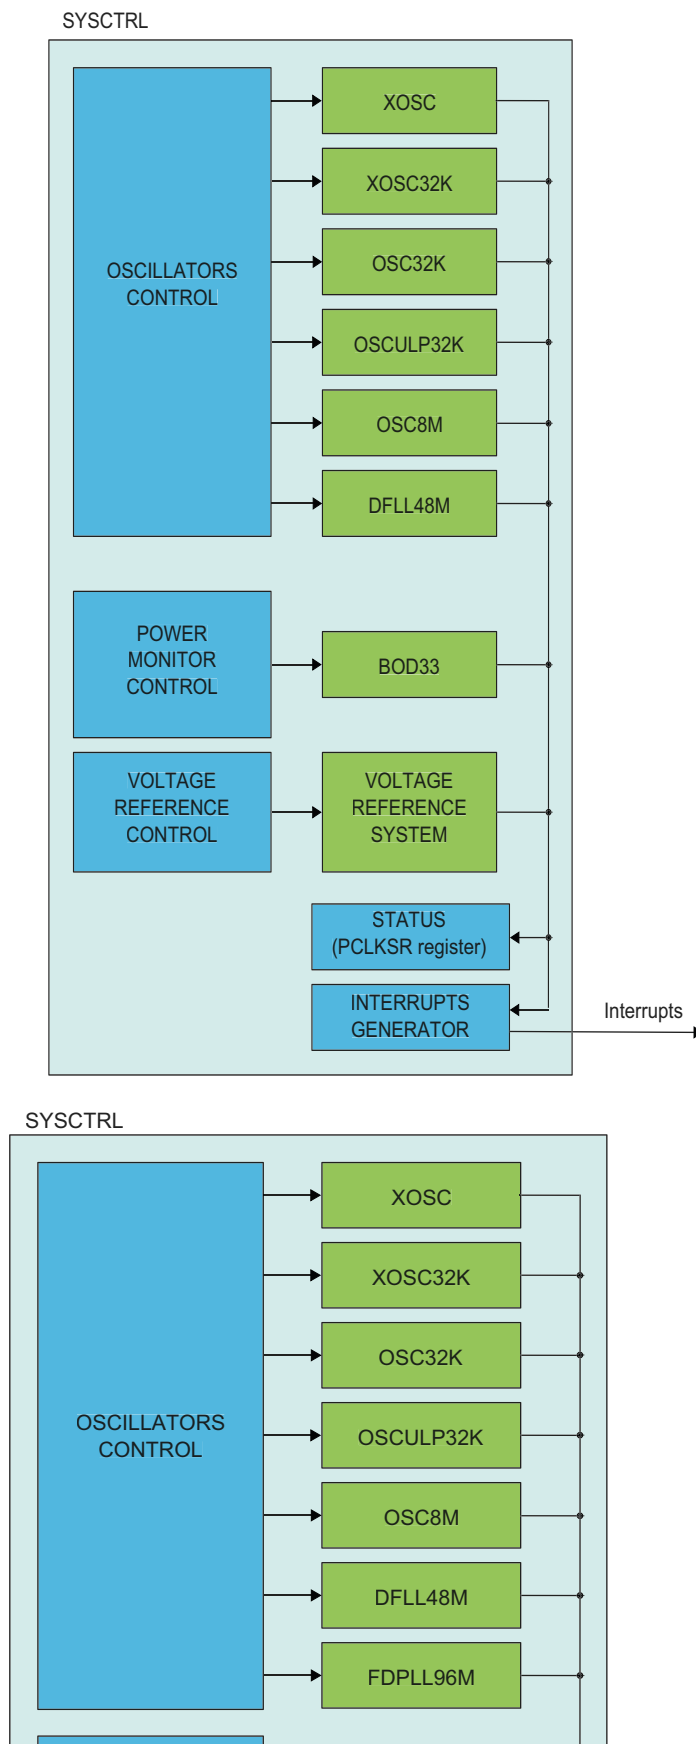 SYSCTRL
XOSC
XOSC32K
OSCILLATORS
CONTROL
OSC32K
OSCULP32K
OSC8M
DFLL48M
POWER
MONITOR
CONTROL
BOD33
VOLTAGE
REFERENCE
CONTROL
VOLTAGE
REFERENCE
SYSTEM
STATUS
(PCLKSR register)
INTERRUPTS
GENERATOR
Interrupts
SYSCTRL
XOSC
XOSC32K
OSC32K
OSCILLATORS
CONTROL
OSCULP32K
OSC8M
DFLL48M
FDPLL96M